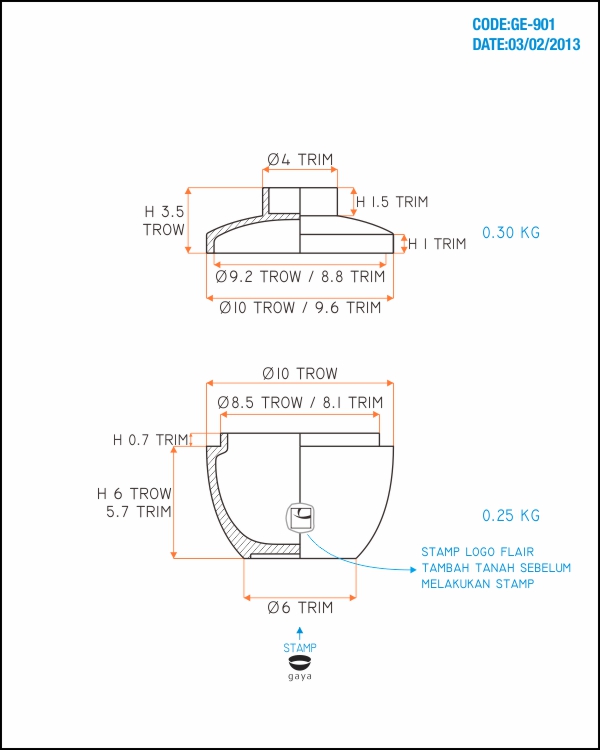 CODE:GE-901
DATE:03/02/2013
Ø4 TRIM
H 1.5 TRIM
H 3.5
TROW
0.30 KG
H 1 TRIM
Ø9.2 TROW / 8.8 TRIM
Ø10 TROW / 9.6 TRIM
Ø10 TROW
Ø8.5 TROW / 8.1 TRIM
H 0.7 TRIM
H 6 TROW
5.7 TRIM
0.25 KG
STAMP LOGO FLAIR
TAMBAH TANAH SEBELUM
MELAKUKAN STAMP
Ø6 TRIM
STAMP
gaya